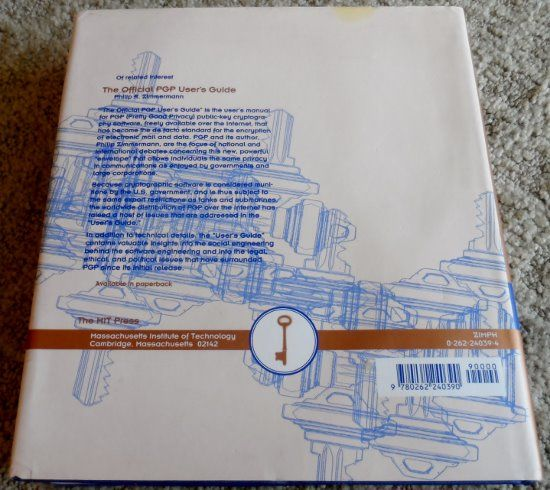 Of related interest
The Official PGP User's Guide
Philip R. Zimmermann
"The Official PGP User's Guide" is the user's manual
for PGP (Pretty Good Privacy) public-key cryptogra-
phy software, freely available over the Internet, that
has become the de facto standard for the encryption
of electronic mail and data. PGP and its author,
Philip Zimmermann, are the focus of national and
international debates concerning this new, powerful
"envelope" that allows individuals the same privacy
in communications as enjoyed by governments and
large corporations.
Because cryptographic software is considered muni-
tions by the U.S. government, and is thus subject to
the same export restrictions as tanks and submarines,
the worldwide distribution of PGP over the Internet has
raised a host of issues that are addressed in the
"User's Guide."
In addition to technical details, the "User's Guide"
contains valuable insights into the social engineering
behind the software engineering and into the legal,
ethical, and political issues that have surrounded
PGP since its initial release.
Available in paperback
The MIT Press
Massachusetts Institute of Technology
Cambridge, Massachusetts 02142
ZIMPH
0-262-24039-4
90000
9 780262 240390